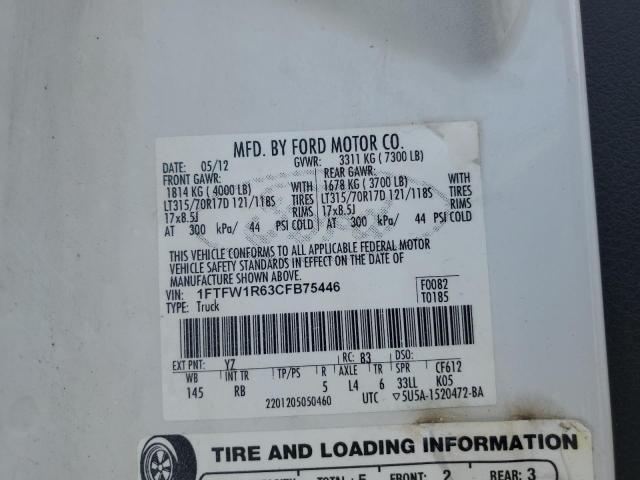 MFD. BY FORD MOTOR CO.
DATE: 05/12 GVWR: 3311 KG ( 7300 LB)
FRONT GAWR: REAR GAWR:
1814 KG ( 4000 LB) WITH 1678 KG ( 3700 LB) WITH
LT315/70R17D 121/118S TIRES LT315/70R17D 121/118S TIRES
17x8.5J RIMS 17x8.5J RIMS
AT 300 kPa/ 44 PSI COLD AT 300 kPa/ 44 PSI COLD
THIS VEHICLE CONFORMS TO ALL APPLICABLE FEDERAL MOTOR
VEHICLE SAFETY STANDARDS IN EFFECT ON THE DATE OF
MANUFACTURE SHOWN ABOVE.
VIN: 1FTFW1R63CFB75446 F0082
TYPE: Truck T0185
EXT PNT: YZ RC: 83 DSO:
WB INT TR TP/PS R AXLE TR SPR CF612
145 RB 5 L4 6 33LL K05
2201205050460 UTC ▽5U5A-1520472-BA
TIRE AND LOADING INFORMATION
TOTAL : 5 FRONT: 2 REAR: 3